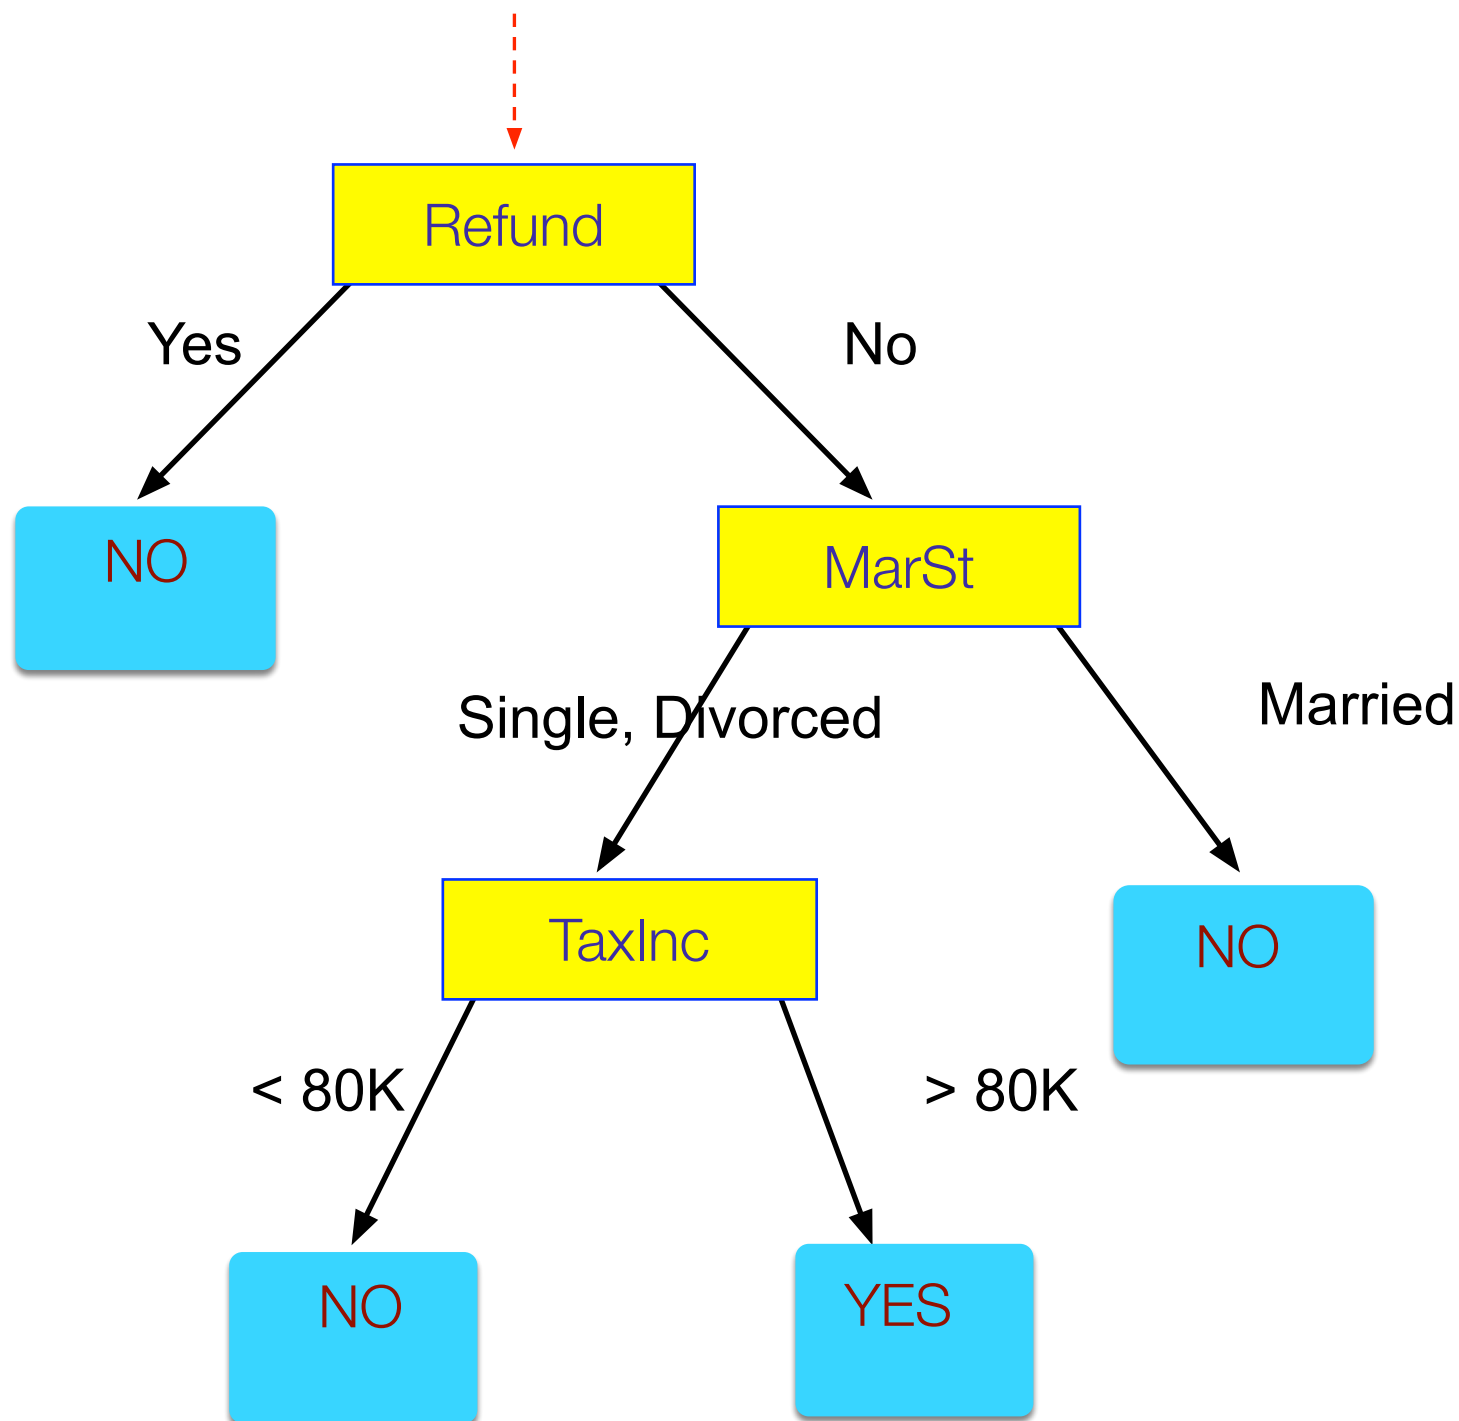 Refund
Yes
No
NO
MarSt
Single, Divorced
Married
TaxInc
NO
< 80K
> 80K
NO
YES